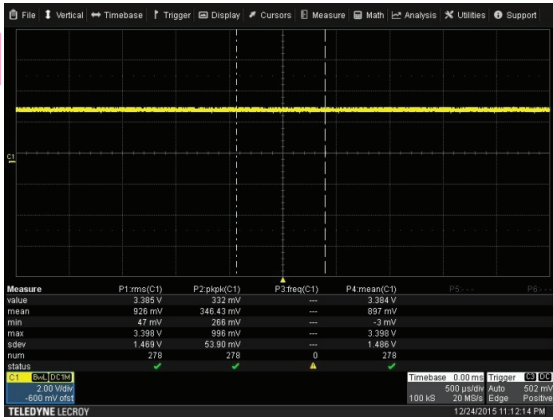 File Vertical Timebase Trigger Display Cursors Measure Math Analysis Utilities Support
C1
Measure P1:rms(C1) P2:pkpk(C1) P3:freq(C1) P4:mean(C1) P5:--- P6:---
value 3.385 V 332 mV --- 3.384 V
mean 926 mV 346.43 mV --- 897 mV
min 47 mV 266 mV --- -3 mV
max 3.398 V 996 mV --- 3.398 V
sdev 1.469 V 53.90 mV --- 1.486 V
num 278 278 0 278
status
C1 BwL DC1M Timebase 0.00 ms Trigger C3 DC
2.00 V/div 500 µs/div Auto 502 mV
-600 mV ofst 100 kS 20 MS/s Edge Positive
TELEDYNE LECROY 12/24/2015 11:12:14 PM